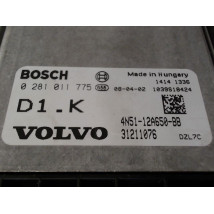 BOSCH
Made in Hungary
0 281 011 775
1414 1336
08-04-02 1039S18424
D1.K
VOLVO
4N51-12A650-BB
31211076
DZL7C